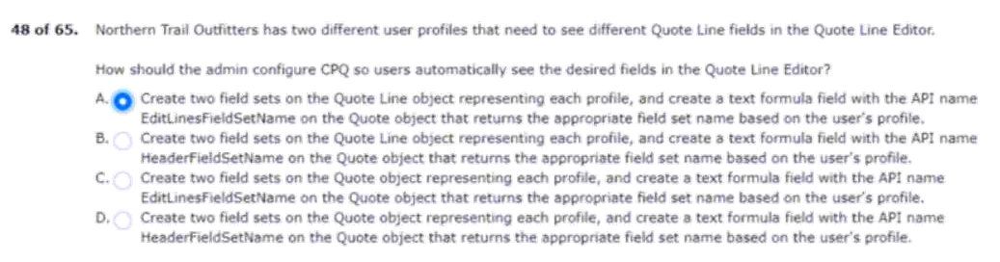 48 of 65. Northern Trail Outfitters has two different user profiles that need to see different Quote Line fields in the Quote Line Editor.
How should the admin configure CPQ so users automatically see the desired fields in the Quote Line Editor?
A. Create two field sets on the Quote Line object representing each profile, and create a text formula field with the API name
EditLinesFieldSetName on the Quote object that returns the appropriate field set name based on the user's profile.
B. Create two field sets on the Quote Line object representing each profile, and create a text formula field with the API name
HeaderFieldSetName on the Quote object that returns the appropriate field set name based on the user's profile.
C. Create two field sets on the Quote object representing each profile, and create a text formula field with the API name
EditLinesFieldSetName on the Quote object that returns the appropriate field set name based on the user's profile.
D. Create two field sets on the Quote object representing each profile, and create a text formula field with the API name
HeaderFieldSetName on the Quote object that returns the appropriate field set name based on the user's profile.